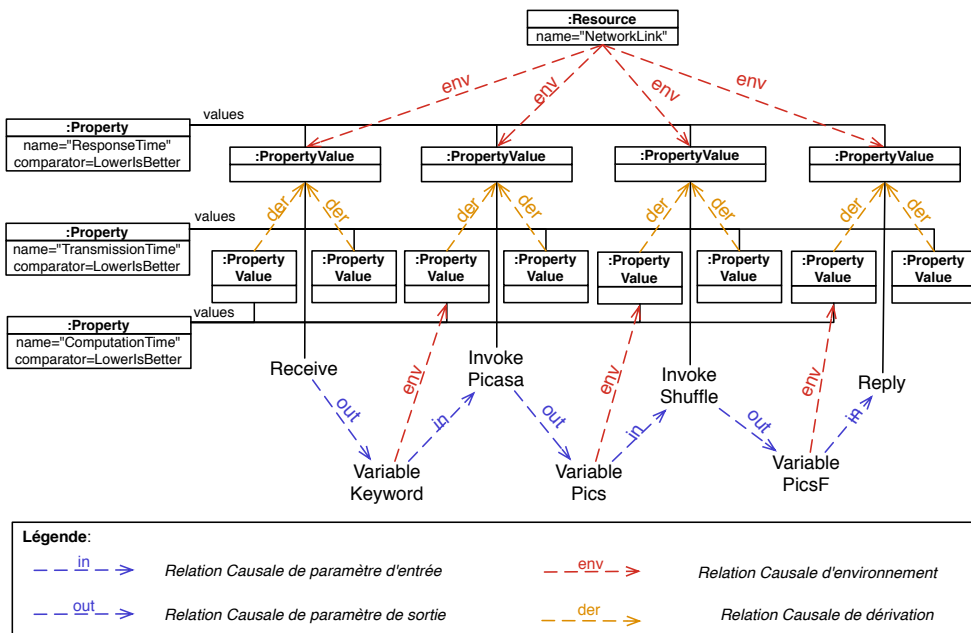 :Resource
name="NetworkLink"
env
env
env
env
values
:Property
name="ResponseTime"
comparator=LowerIsBetter
:PropertyValue
:PropertyValue
:PropertyValue
:PropertyValue
der
der
der
der
der
der
der
der
values
:Property
name="TransmissionTime"
comparator=LowerIsBetter
:Property
Value
:Property
Value
:Property
Value
:Property
Value
:Property
Value
:Property
Value
:Property
Value
:Property
Value
values
:Property
name="ComputationTime"
comparator=LowerIsBetter
Receive
Invoke
Picasa
Invoke
Shuffle
Reply
env
env
env
out
in
out
in
out
in
Variable
Keyword
Variable
Pics
Variable
PicsF
Légende:
in
Relation Causale de paramètre d'entrée
env
Relation Causale d'environnement
out
Relation Causale de paramètre de sortie
der
Relation Causale de dérivation